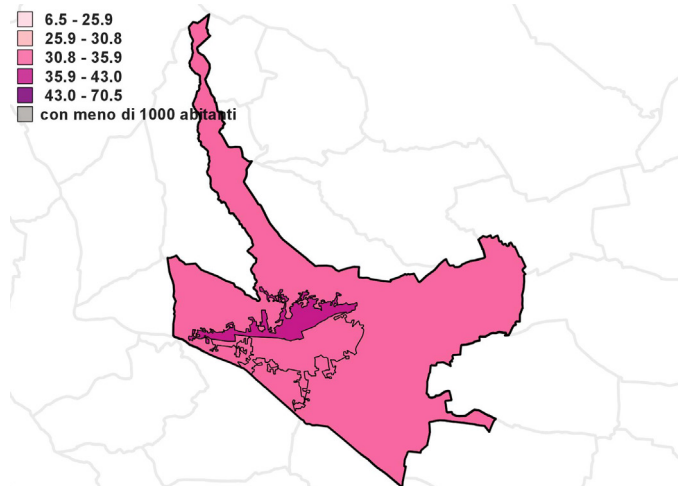 6.5 - 25.9
25.9 - 30.8
30.8 - 35.9
35.9 - 43.0
43.0 - 70.5
con meno di 1000 abitanti